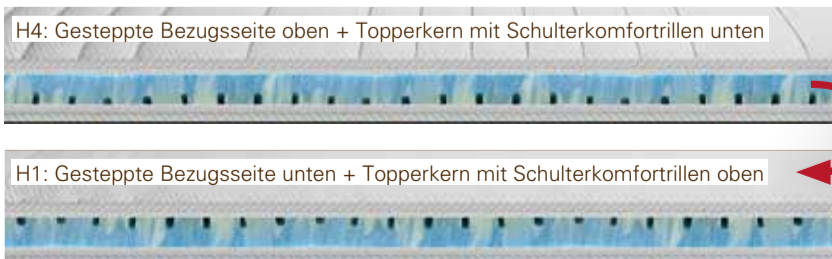 H4: Gesteppte Bezugsseite oben + Topperkern mit Schulterkomfortrillen unten
H1: Gesteppte Bezugsseite unten + Topperkern mit Schulterkomfortrillen oben